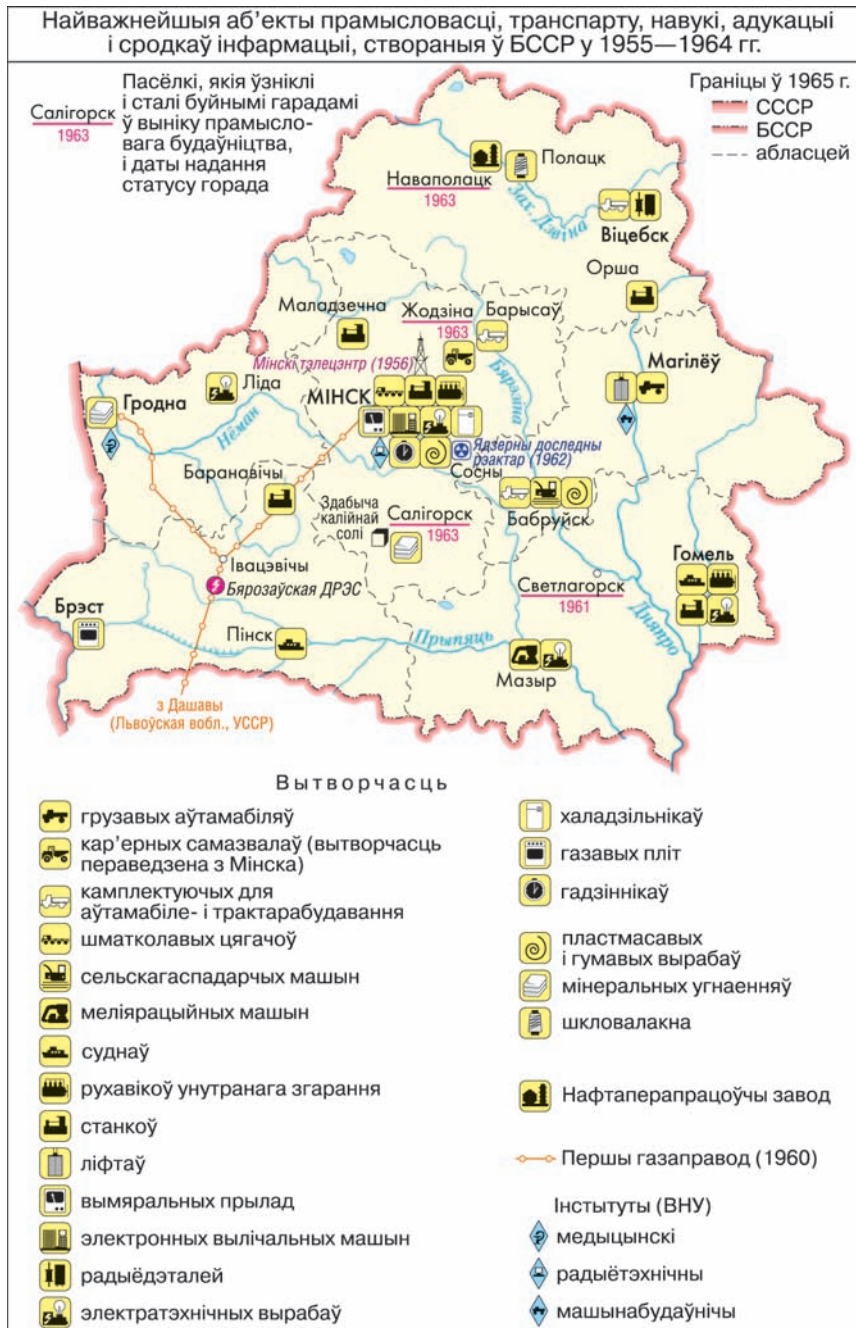 Найважнейшыя аб’екты прамысловасці, транспарту, навукі, адукацыі
і сродкаў інфармацыі, створаныя ў БССР у 1955—1964 гг.
Салігорск
1963
Пасёлкі, якія ўзніклі
і сталі буйнымі гарадамі
ў выніку прамысло-
вага будаўніцтва,
і даты надання
статусу горада
Граніцы ў 1965 г.
СССР
БССР
абласцей
Наваполацк
1963
Полацк
Зах. Дзвіна
Віцебск
Орша
Маладзечна
Жодзіна
1963
Барысаў
Мінскі тэлецэнтр (1956)
Бярэзіна
Магілёў
Ліда
МІНСК
Гродна
Нёман
Ядзерны доследны
рэактар (1962)
Сосны
Баранавічы
Здабыча
калійнай
солі
Салігорск
1963
Бабруйск
Гомель
Івацэвічы
Бярозаўская ДРЭС
Светлагорск
1961
Брэст
Пінск
Прыпяць
Дняпро
Мазыр
з Дашавы
(Львоўская вобл., УССР)
Вытворчасць
грузавых аўтамабіляў
кар’ерных самазвалаў (вытворчасць
пераведзена з Мінска)
камплектуючых для
аўтамабіле- і трактарабудавання
шматколавых цягачоў
сельскагаспадарчых машын
меліярацыйных машын
суднаў
рухавікоў унутранага згарання
станкоў
ліфтаў
вымяральных прылад
электронных вылічальных машын
радыёдэталей
электратэхнічных вырабаў
халадзільнікаў
газавых пліт
гадзіннікаў
пластмасавых
і гумавых вырабаў
мінеральных угнаенняў
шкловалакна
Нафтаперапрацоўчы завод
Першы газаправод (1960)
Інстытуты (ВНУ)
медыцынскі
радыётэхнічны
машынабудаўнічы